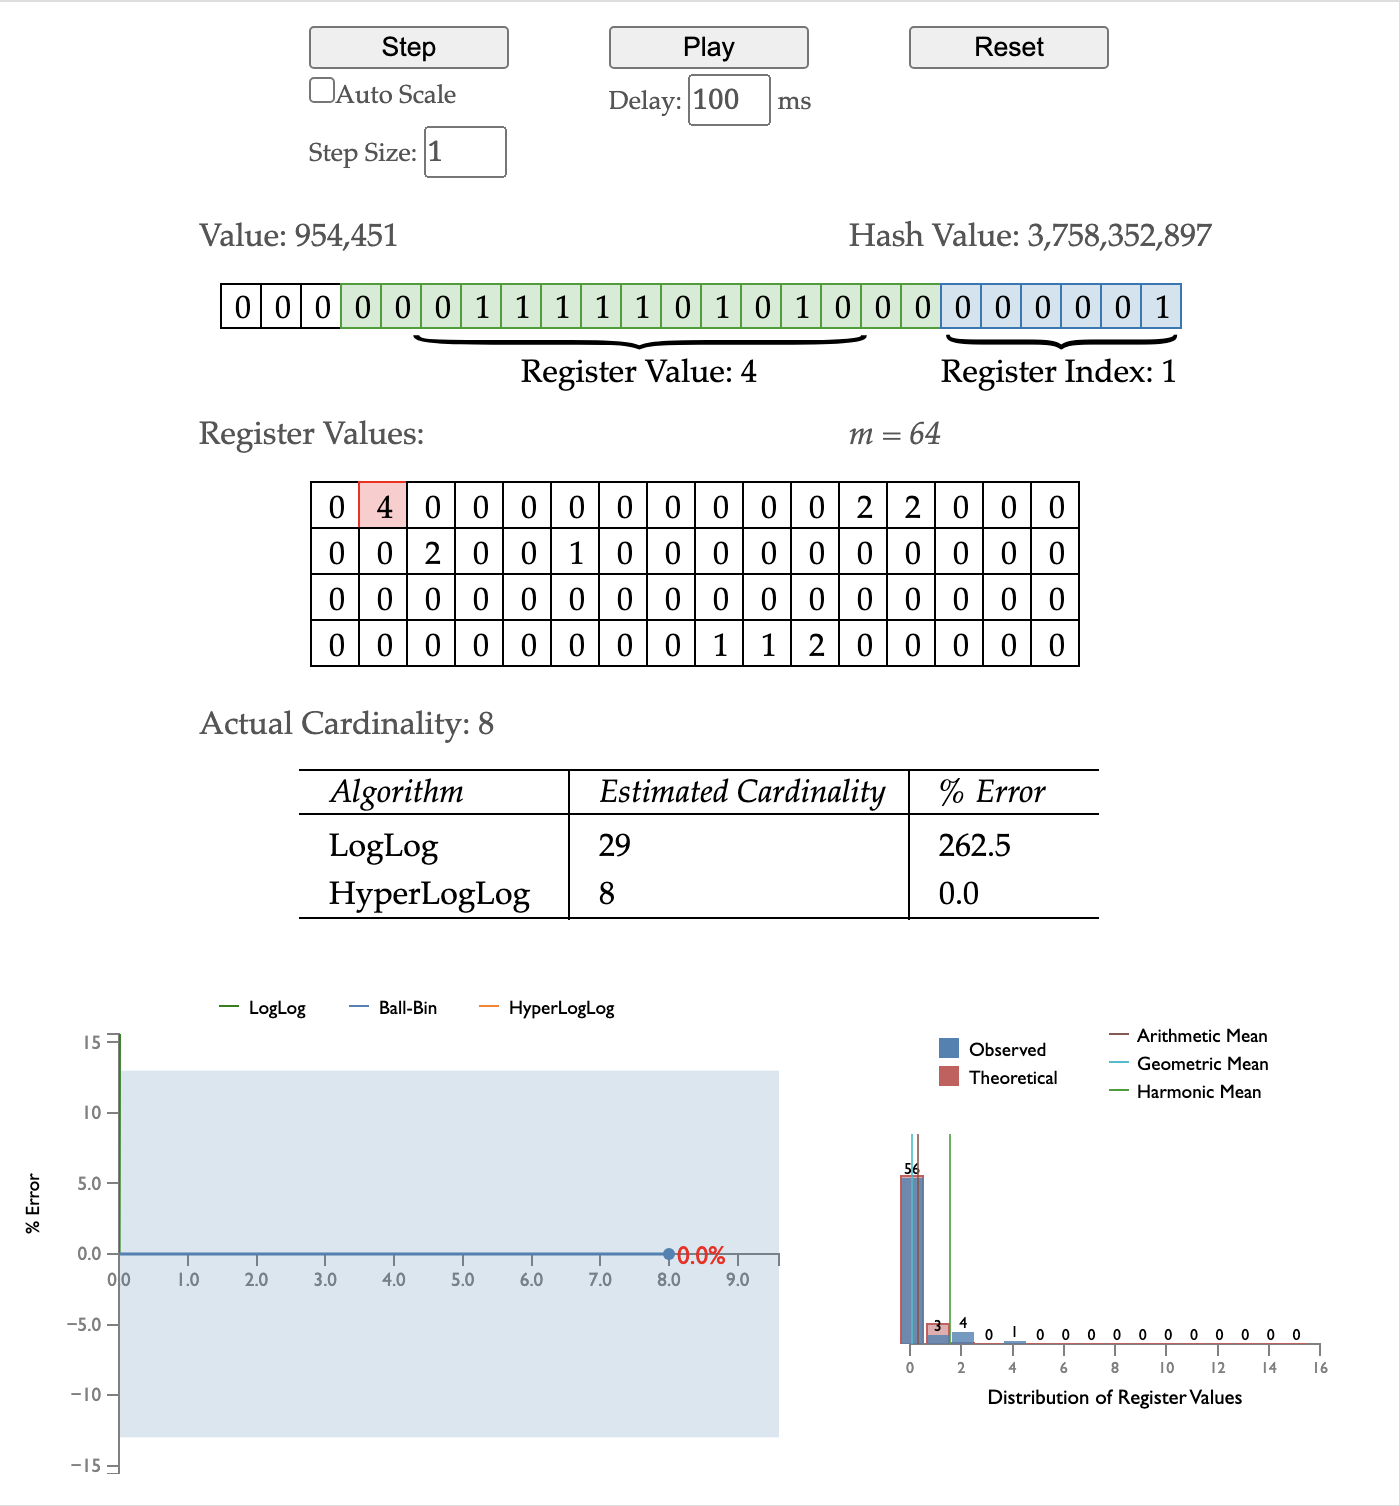 Step Play Reset
Auto Scale Delay: 100 ms
Step Size: 1
Value: 954,451 Hash Value: 3,758,352,897
0 0 0 0 0 0 1 1 1 1 1 0 1 0 1 0 0 0 0 0 0 0 0 1
Register Value: 4 Register Index: 1
Register Values: m = 64
0 4 0 0 0 0 0 0 0 0 0 2 2 0 0 0
0 0 2 0 0 1 0 0 0 0 0 0 0 0 0 0
0 0 0 0 0 0 0 0 0 0 0 0 0 0 0 0
0 0 0 0 0 0 0 0 1 1 2 0 0 0 0 0
Actual Cardinality: 8
Algorithm Estimated Cardinality % Error
LogLog 29 262.5
HyperLogLog 8 0.0
LogLog Ball-Bin HyperLogLog
15
10
5.0
0.0
−5.0
−10
−15
% Error
0.0 1.0 2.0 3.0 4.0 5.0 6.0 7.0 8.0 9.0
0.0%
Observed
Theoretical
Arithmetic Mean
Geometric Mean
Harmonic Mean
56 3 4 0 1 0 0 0 0 0 0 0 0 0 0 0
0 2 4 6 8 10 12 14 16
Distribution of Register Values